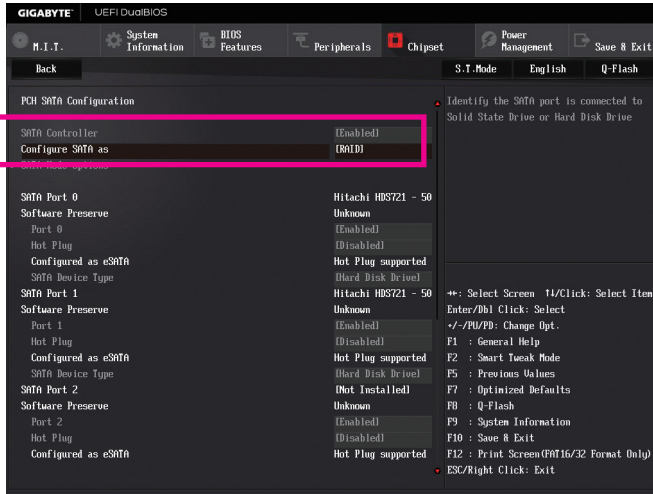 GIGABYTE™ UEFI DualBIOS
M.I.T. System Information BIOS Features Peripherals Chipset Power Management Save & Exit
Back S.T.Mode English Q-Flash
PCH SATA Configuration
Identify the SATA port is connected to
Solid State Drive or Hard Disk Drive
SATA Controller [Enabled]
Configure SATA as [RAID]
SATA Mode options
SATA Port 0 Hitachi HDS721 - 50
Software Preserve Unknown
Port 0 [Enabled]
Hot Plug [Disabled]
Configured as eSATA Hot Plug supported
SATA Device Type [Hard Disk Drive]
SATA Port 1 Hitachi HDS721 - 50
Software Preserve Unknown
Port 1 [Enabled]
Hot Plug [Disabled]
Configured as eSATA Hot Plug supported
SATA Device Type [Hard Disk Drive]
SATA Port 2 [Not Installed]
Software Preserve Unknown
Port 2 [Enabled]
Hot Plug [Disabled]
Configured as eSATA Hot Plug supported
→←: Select Screen ↑↓/Click: Select Item
Enter/Dbl Click: Select
+/-/PU/PD: Change Opt.
F1 : General Help
F2 : Smart Tweak Mode
F5 : Previous Values
F7 : Optimized Defaults
F8 : Q-Flash
F9 : System Information
F10 : Save & Exit
F12 : Print Screen(FAT16/32 Format Only)
ESC/Right Click: Exit